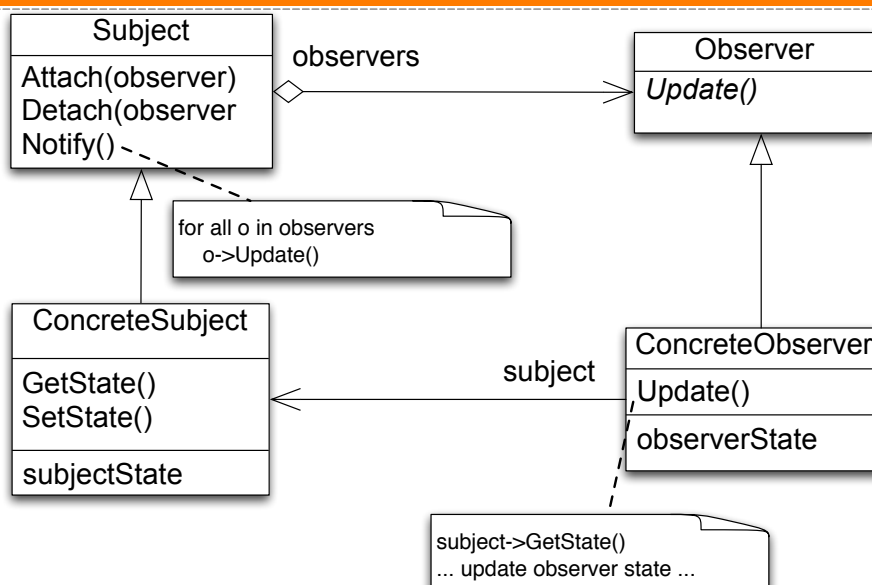 Subject
Attach(observer)
Detach(observer
Notify()
observers
Observer
Update()
for all o in observers
o->Update()
ConcreteSubject
GetState()
SetState()
subjectState
subject
ConcreteObserver
Update()
observerState
subject->GetState()
... update observer state ...